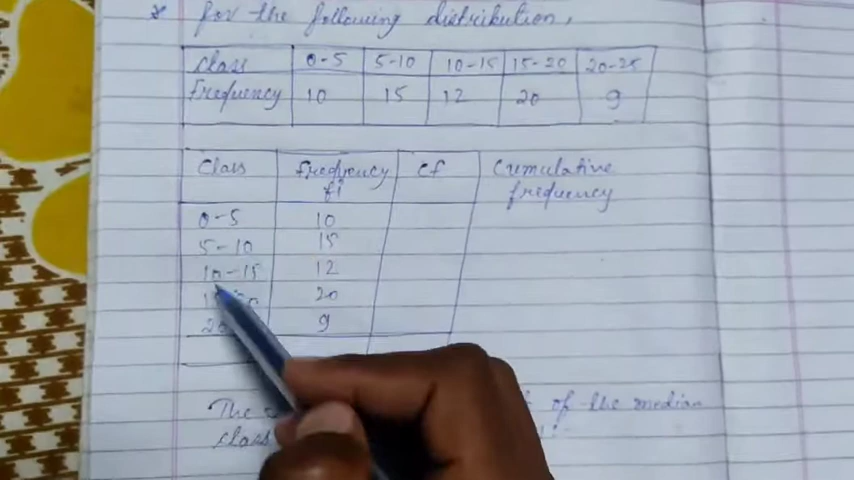 * for the following distribution,
Class 0-5 5-10 10-15 15-20 20-25
Frequency 10 15 12 20 9
Class Frequency fi cf Cumulative frequency
0-5 10
5-10 15
10-15 12
20
9
The of the median
class